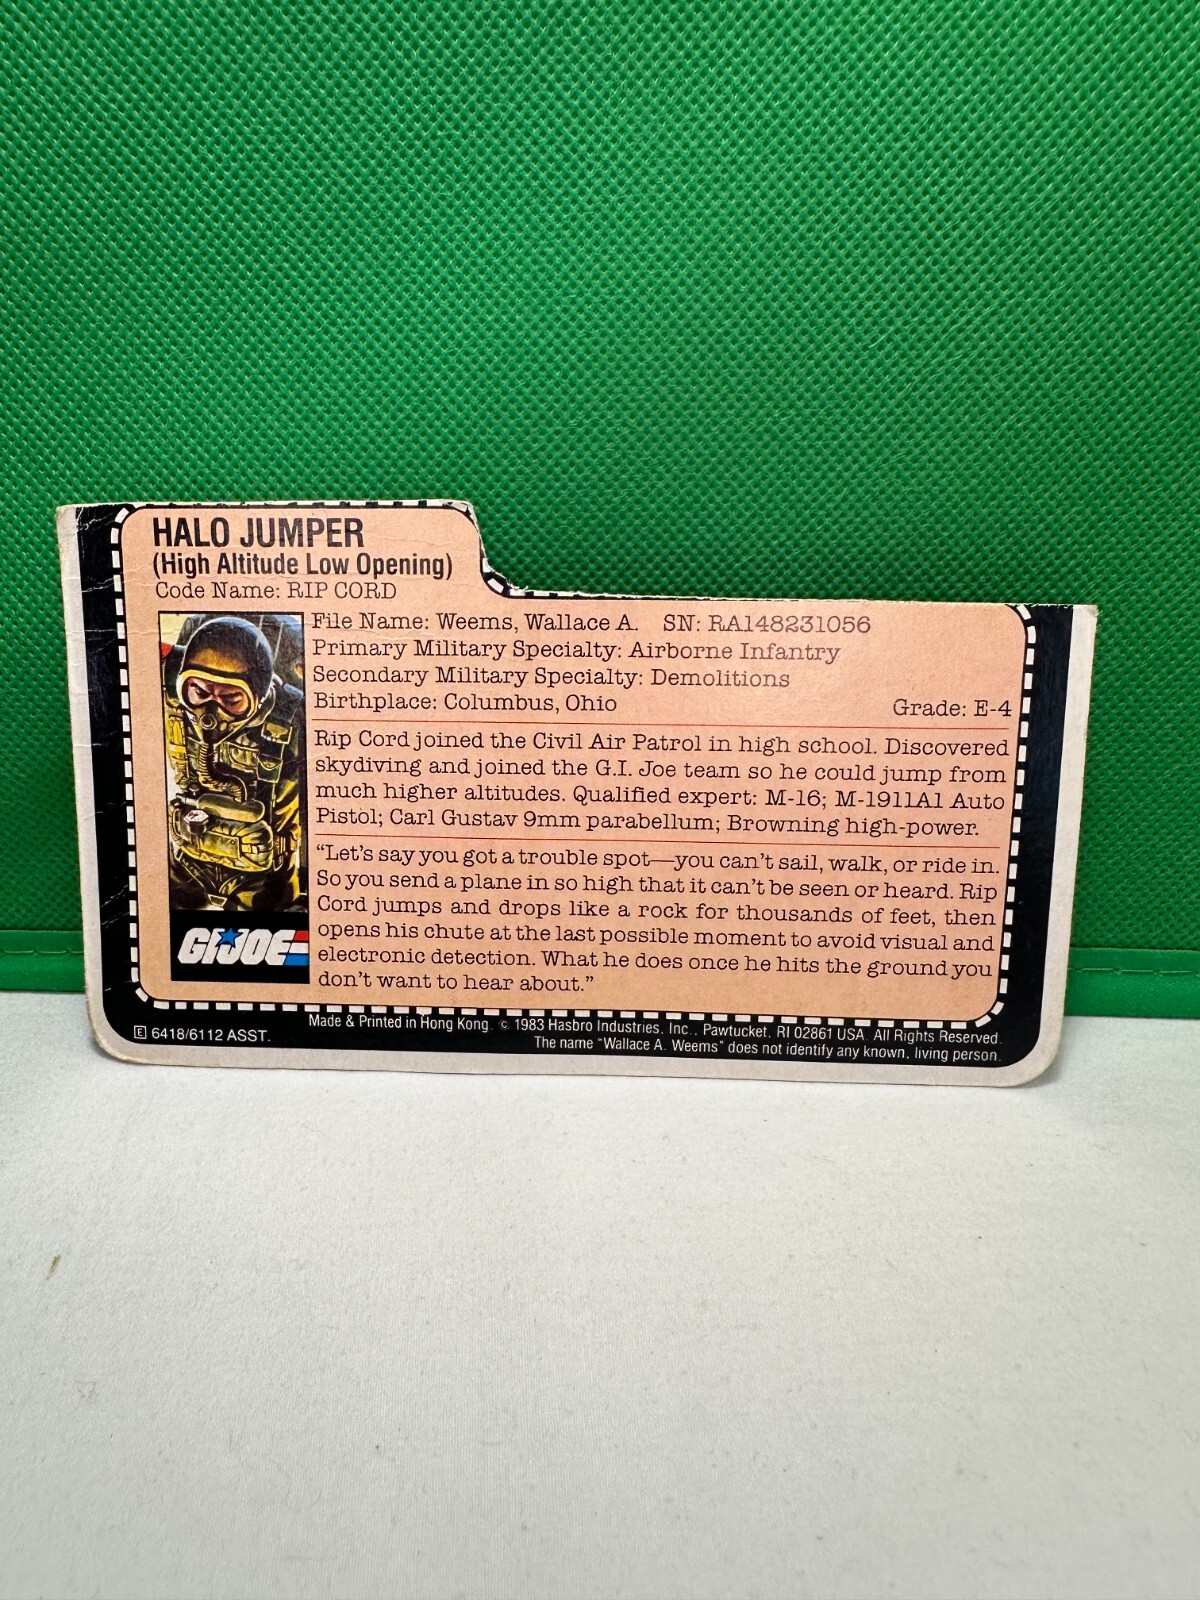 HALO JUMPER
(High Altitude Low Opening)
Code Name: RIP CORD
File Name: Weems, Wallace A. SN: RA148231056
Primary Military Specialty: Airborne Infantry
Secondary Military Specialty: Demolitions
Birthplace: Columbus, Ohio Grade: E-4
Rip Cord joined the Civil Air Patrol in high school. Discovered
skydiving and joined the G.I. Joe team so he could jump from
much higher altitudes. Qualified expert: M-16; M-1911A1 Auto
Pistol; Carl Gustav 9mm parabellum; Browning high-power.
“Let's say you got a trouble spot—you can't sail, walk, or ride in.
So you send a plane in so high that it can't be seen or heard. Rip
Cord jumps and drops like a rock for thousands of feet, then
opens his chute at the last possible moment to avoid visual and
electronic detection. What he does once he hits the ground you
don't want to hear about.”
GI JOE
E 6418/6112 ASST.
Made & Printed in Hong Kong. © 1983 Hasbro Industries, Inc., Pawtucket, RI 02861 USA. All Rights Reserved.
The name "Wallace A. Weems" does not identify any known, living person.